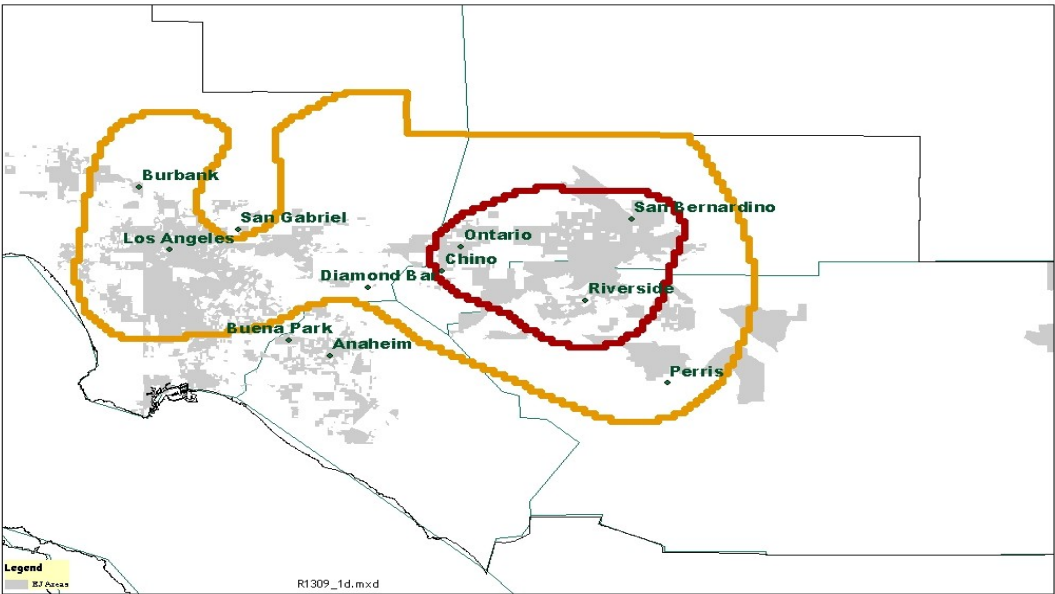 Burbank
San Gabriel
San Bernardino
Los Angeles
Ontario
Chino
Diamond Bar
Riverside
Buena Park
Anaheim
Perris
Legend
EJ Areas
R1309_1d.mxd